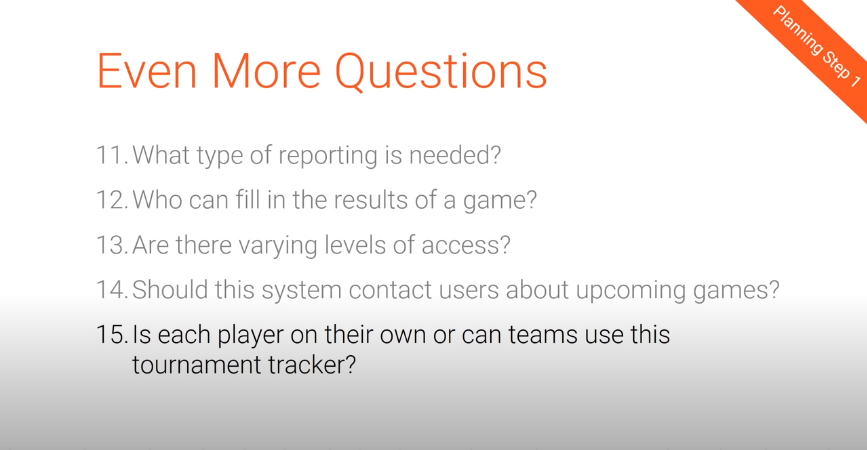 Planning Step 1
Even More Questions
11. What type of reporting is needed?
12. Who can fill in the results of a game?
13. Are there varying levels of access?
14. Should this system contact users about upcoming games?
15. Is each player on their own or can teams use this
tournament tracker?